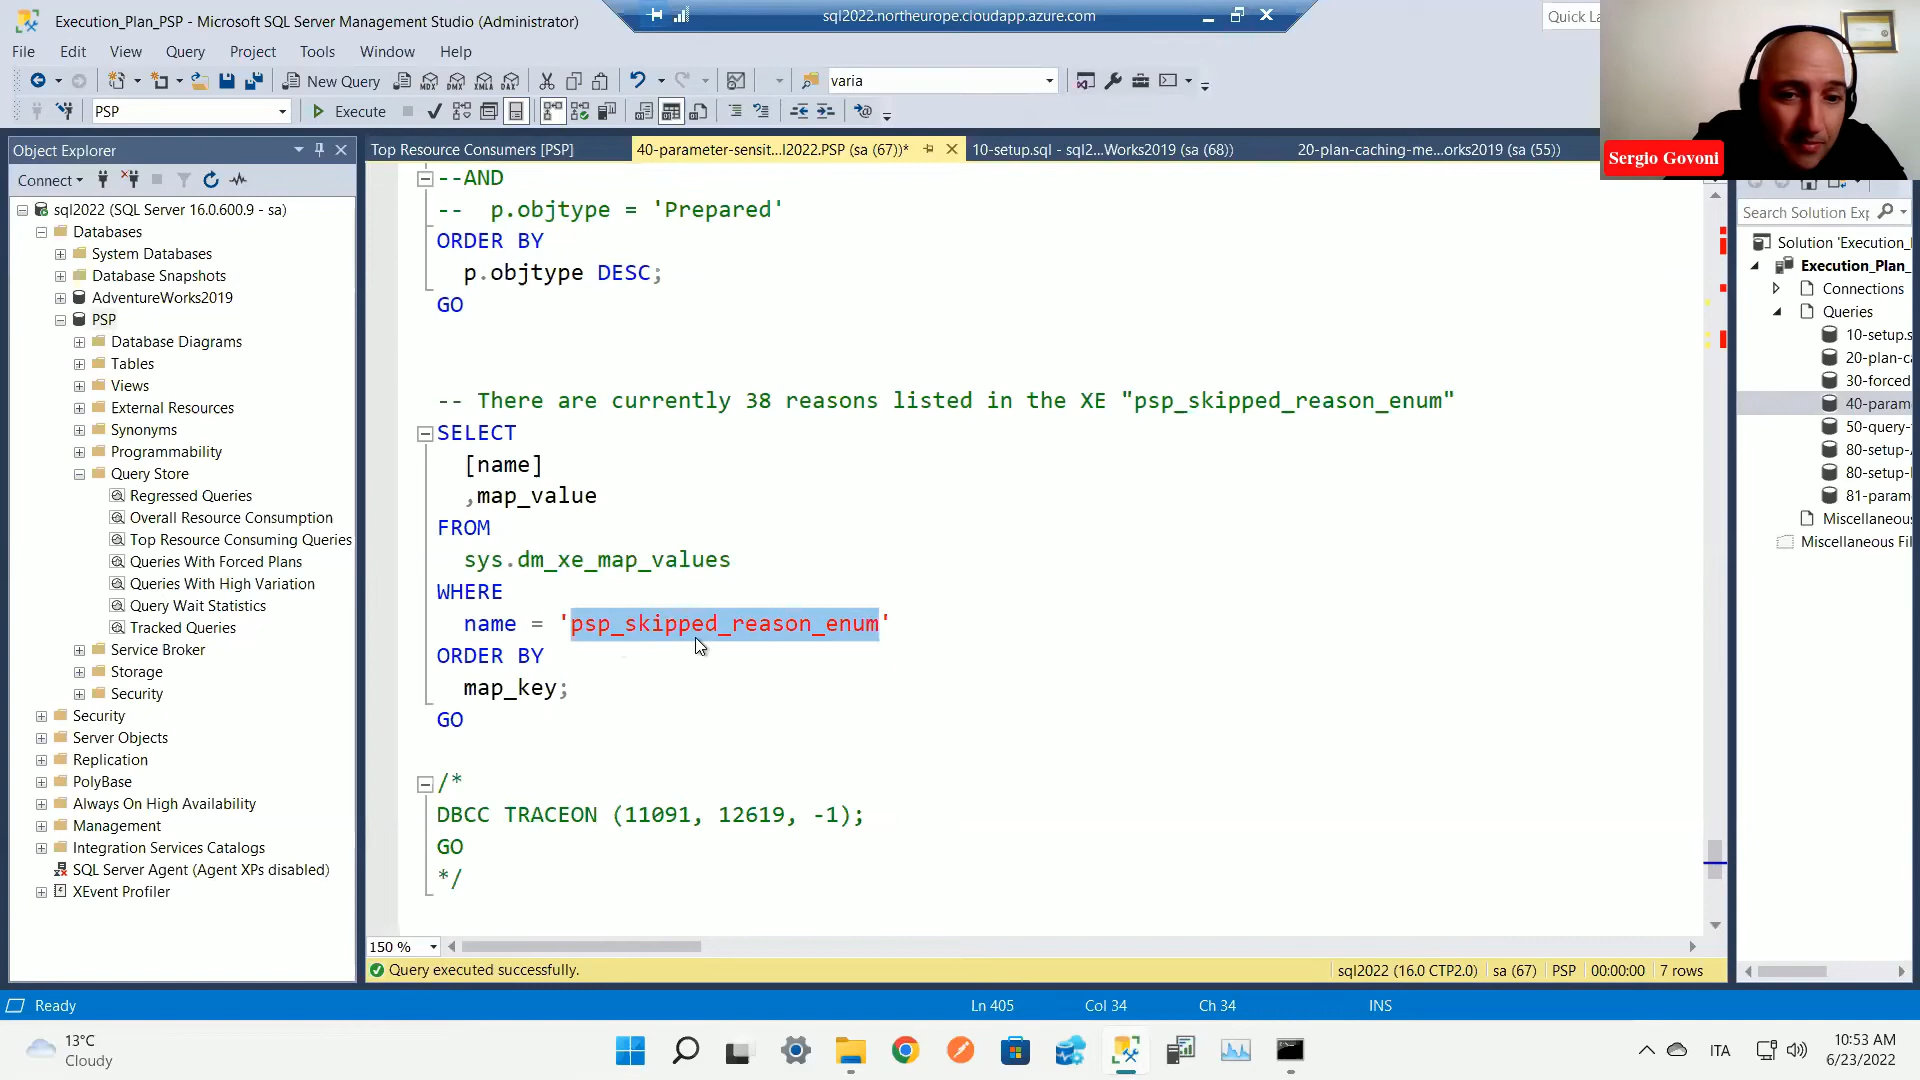 Execution_Plan_PSP - Microsoft SQL Server Management Studio (Administrator)
sql2022.northeurope.cloudapp.azure.com
Quick La
File Edit View Query Project Tools Window Help
New Query
varia
PSP
Execute
Sergio Govoni
Object Explorer
Connect
sql2022 (SQL Server 16.0.600.9 - sa)
Databases
System Databases
Database Snapshots
AdventureWorks2019
PSP
Database Diagrams
Tables
Views
External Resources
Synonyms
Programmability
Query Store
Regressed Queries
Overall Resource Consumption
Top Resource Consuming Queries
Queries With Forced Plans
Queries With High Variation
Query Wait Statistics
Tracked Queries
Service Broker
Storage
Security
Security
Server Objects
Replication
PolyBase
Always On High Availability
Management
Integration Services Catalogs
SQL Server Agent (Agent XPs disabled)
XEvent Profiler
Top Resource Consumers [PSP]
40-parameter-sensit...l2022.PSP (sa (67))*
10-setup.sql - sql2...Works2019 (sa (68))
20-plan-caching-me...orks2019 (sa (55))
--AND
-- p.objtype = 'Prepared'
ORDER BY
p.objtype DESC;
GO
-- There are currently 38 reasons listed in the XE "psp_skipped_reason_enum"
SELECT
[name]
,map_value
FROM
sys.dm_xe_map_values
WHERE
name = 'psp_skipped_reason_enum'
ORDER BY
map_key;
GO
/*
DBCC TRACEON (11091, 12619, -1);
GO
*/
150 %
Query executed successfully.
sql2022 (16.0 CTP2.0) sa (67) PSP 00:00:00 7 rows
Search Solution Exp
Solution 'Execution_
Execution_Plan_
Connections
Queries
10-setup.s
20-plan-c
30-forced
40-param
50-query-
80-setup-
80-setup-
81-param
Miscellaneous
Miscellaneous Fil
Ready
Ln 405 Col 34 Ch 34 INS
13°C
Cloudy
ITA
10:53 AM
6/23/2022